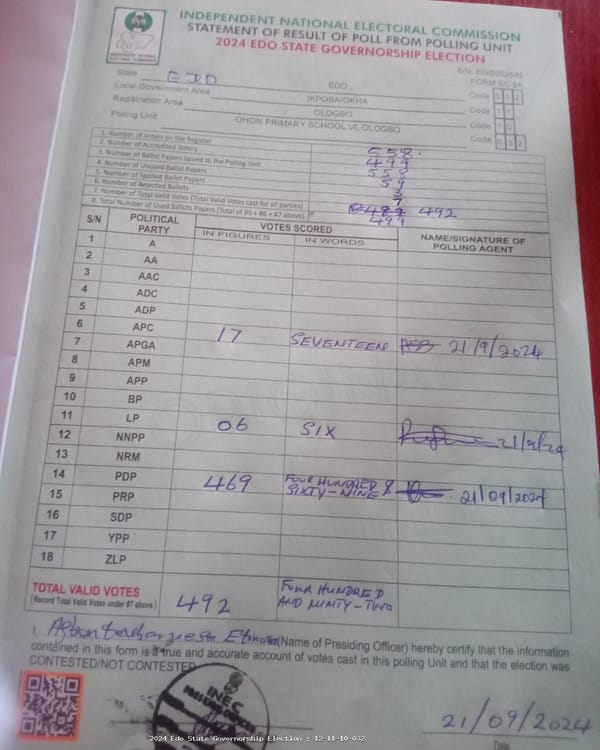 INDEPENDENT NATIONAL ELECTORAL COMMISSION
STATEMENT OF RESULT OF POLL FROM POLLING UNIT
2024 EDO STATE GOVERNORSHIP ELECTION
FORM EC 8A
State EDO EDO Code 012
Local Government Area IKPOBA/OKHA Code 11
Registration Area OLOGBO Code 10
Polling Unit OHON PRIMARY SCHOOL VI, OLOGBO Code 032
1. Number of Voters on the Register 558
2. Number of Accredited Voters 499
3. Number of Ballot Papers Issued to the Polling Unit 558
4. Number of Unused Ballot Papers 59
5. Number of Spoiled Ballot Papers
6. Number of Rejected Ballots 7
7. Number of Total Valid Votes (Total Valid Votes cast for all parties) 492
8. Total Number of Used Ballots Papers (Total of #5 + #6 + #7 above) 499
S/N POLITICAL PARTY VOTES SCORED NAME/SIGNATURE OF POLLING AGENT
IN FIGURES IN WORDS
1 A
2 AA
3 AAC
4 ADC
5 ADP
6 APC 17 SEVENTEEN 21/9/2024
7 APGA
8 APM
9 APP
10 BP
11 LP 06 SIX 21/9/24
12 NNPP
13 NRM
14 PDP 469 FOUR HUNDRED & SIXTY-NINE 21/09/2024
15 PRP
16 SDP
17 YPP
18 ZLP
TOTAL VALID VOTES 492 FOUR HUNDRED AND NINTY-TWO
(Record Total Valid Votes under #7 above)
I, (Name of Presiding Officer) hereby certify that the information
contained in this form is a true and accurate account of votes cast in this polling Unit and that the election was
CONTESTED/NOT CONTESTED
INEC
21/09/2024
2024 Edo State Governorship Election : 12-11-10-032